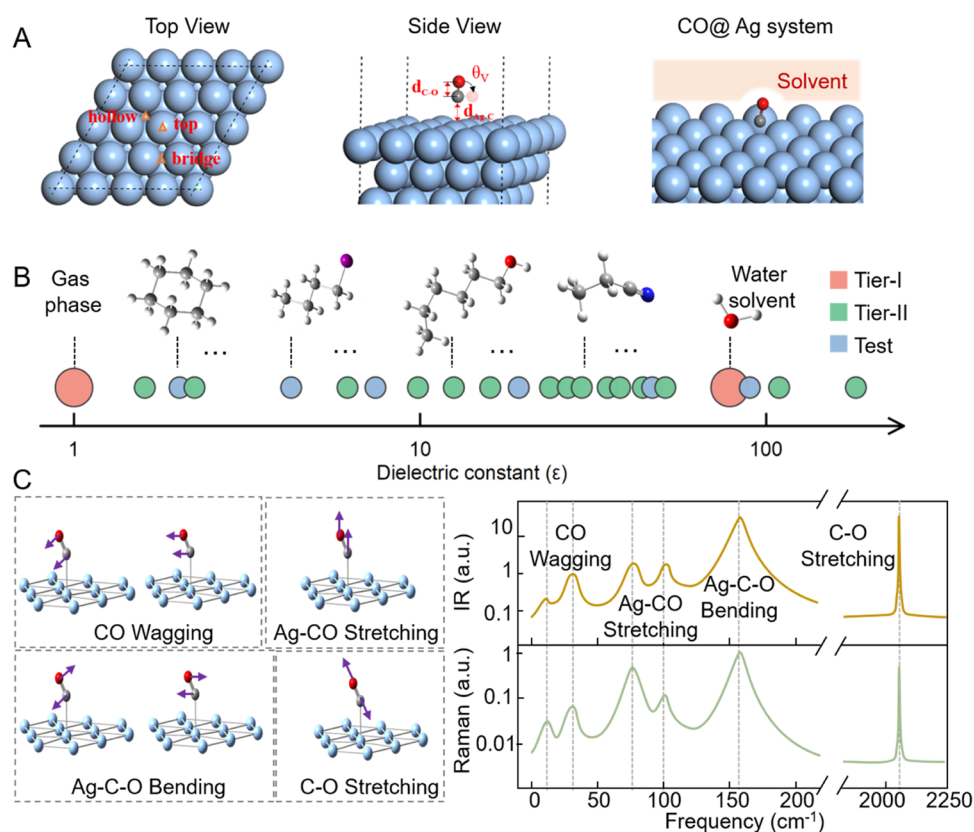 A
Top View
Side View
CO@ Ag system
hollow
top
bridge
θV
dC-O
dAg-C
Solvent
B
Gas
phase
Water
solvent
Tier-I
Tier-II
Test
... ... ... ...
1
10
100
Dielectric constant (ε)
C
CO Wagging
Ag-CO Stretching
Ag-C-O Bending
C-O Stretching
IR (a.u.)
10
1
0.1
CO
Wagging
Ag-CO
Stretching
Ag-C-O
Bending
C-O
Stretching
Raman (a.u.)
1
0.1
0.01
0 50 100 150 200 2050 2250
Frequency (cm-1)